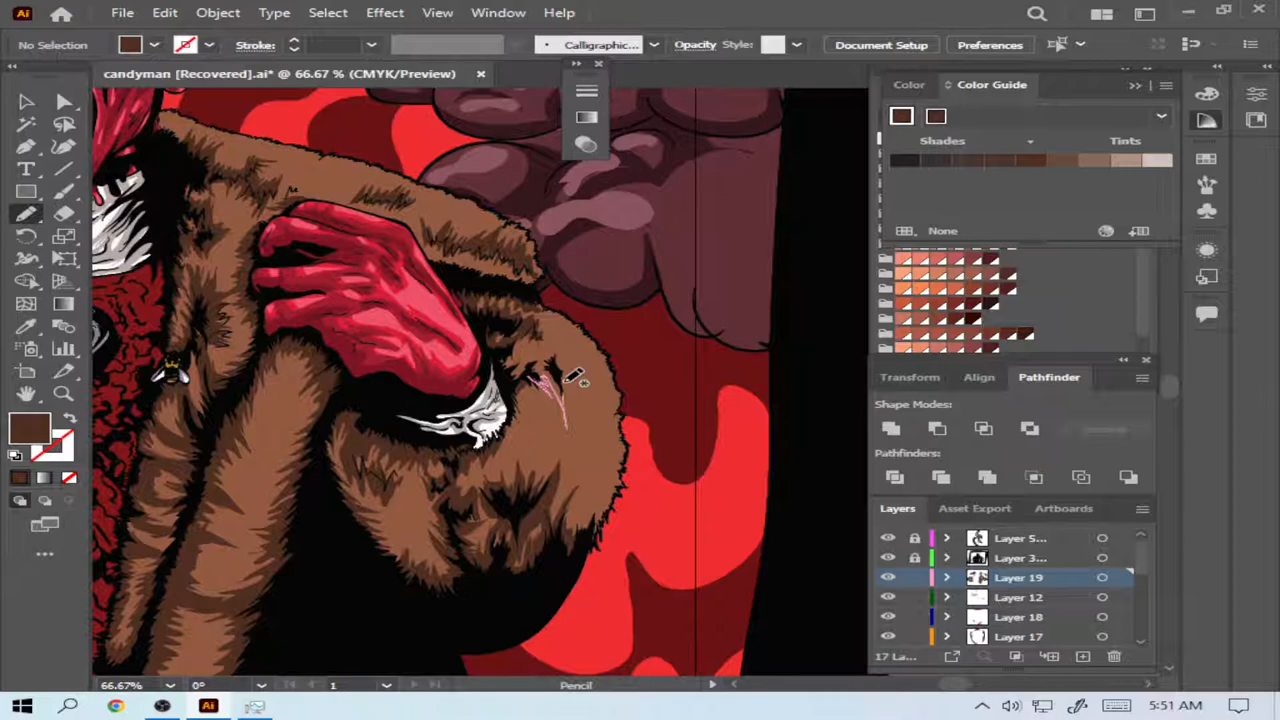 Ai File Edit Object Type Select Effect View Window Help
No Selection Stroke: Calligraphic... Opacity Style: Document Setup Preferences
candyman [Recovered].ai* @ 66.67 % (CMYK/Preview)
Color Color Guide
Shades Tints
None
Transform Align Pathfinder
Shape Modes:
Pathfinders:
Layers Asset Export Artboards
Layer 5...
Layer 3...
Layer 19
Layer 12
Layer 18
Layer 17
17 La...
66.67% 0° 1 Pencil
Ai 5:51 AM